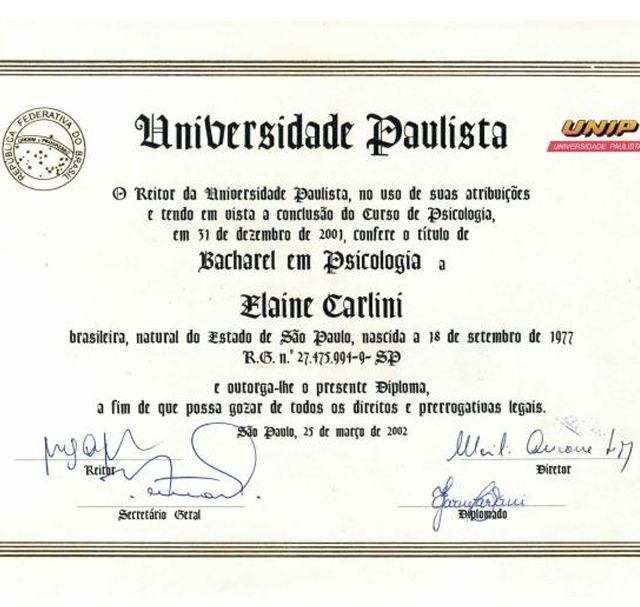 Universidade Paulista
REPÚBLICA FEDERATIVA DO BRASIL
UNIP
UNIVERSIDADE PAULISTA
O Reitor da Universidade Paulista, no uso de suas atribuições
e tendo em vista a conclusão do Curso de Psicologia,
em 31 de dezembro de 2001, confere o título de
Bacharel em Psicologia a
Elaine Carlini
brasileira, natural do Estado de São Paulo, nascida a 18 de setembro de 1977
R.G. n.º 27.475.994-9- SP
e outorga-lhe o presente Diploma,
a fim de que possa gozar de todos os direitos e prerrogativas legais.
São Paulo, 25 de março de 2002
Reitor
Diretor
Secretário Geral
Diplomado